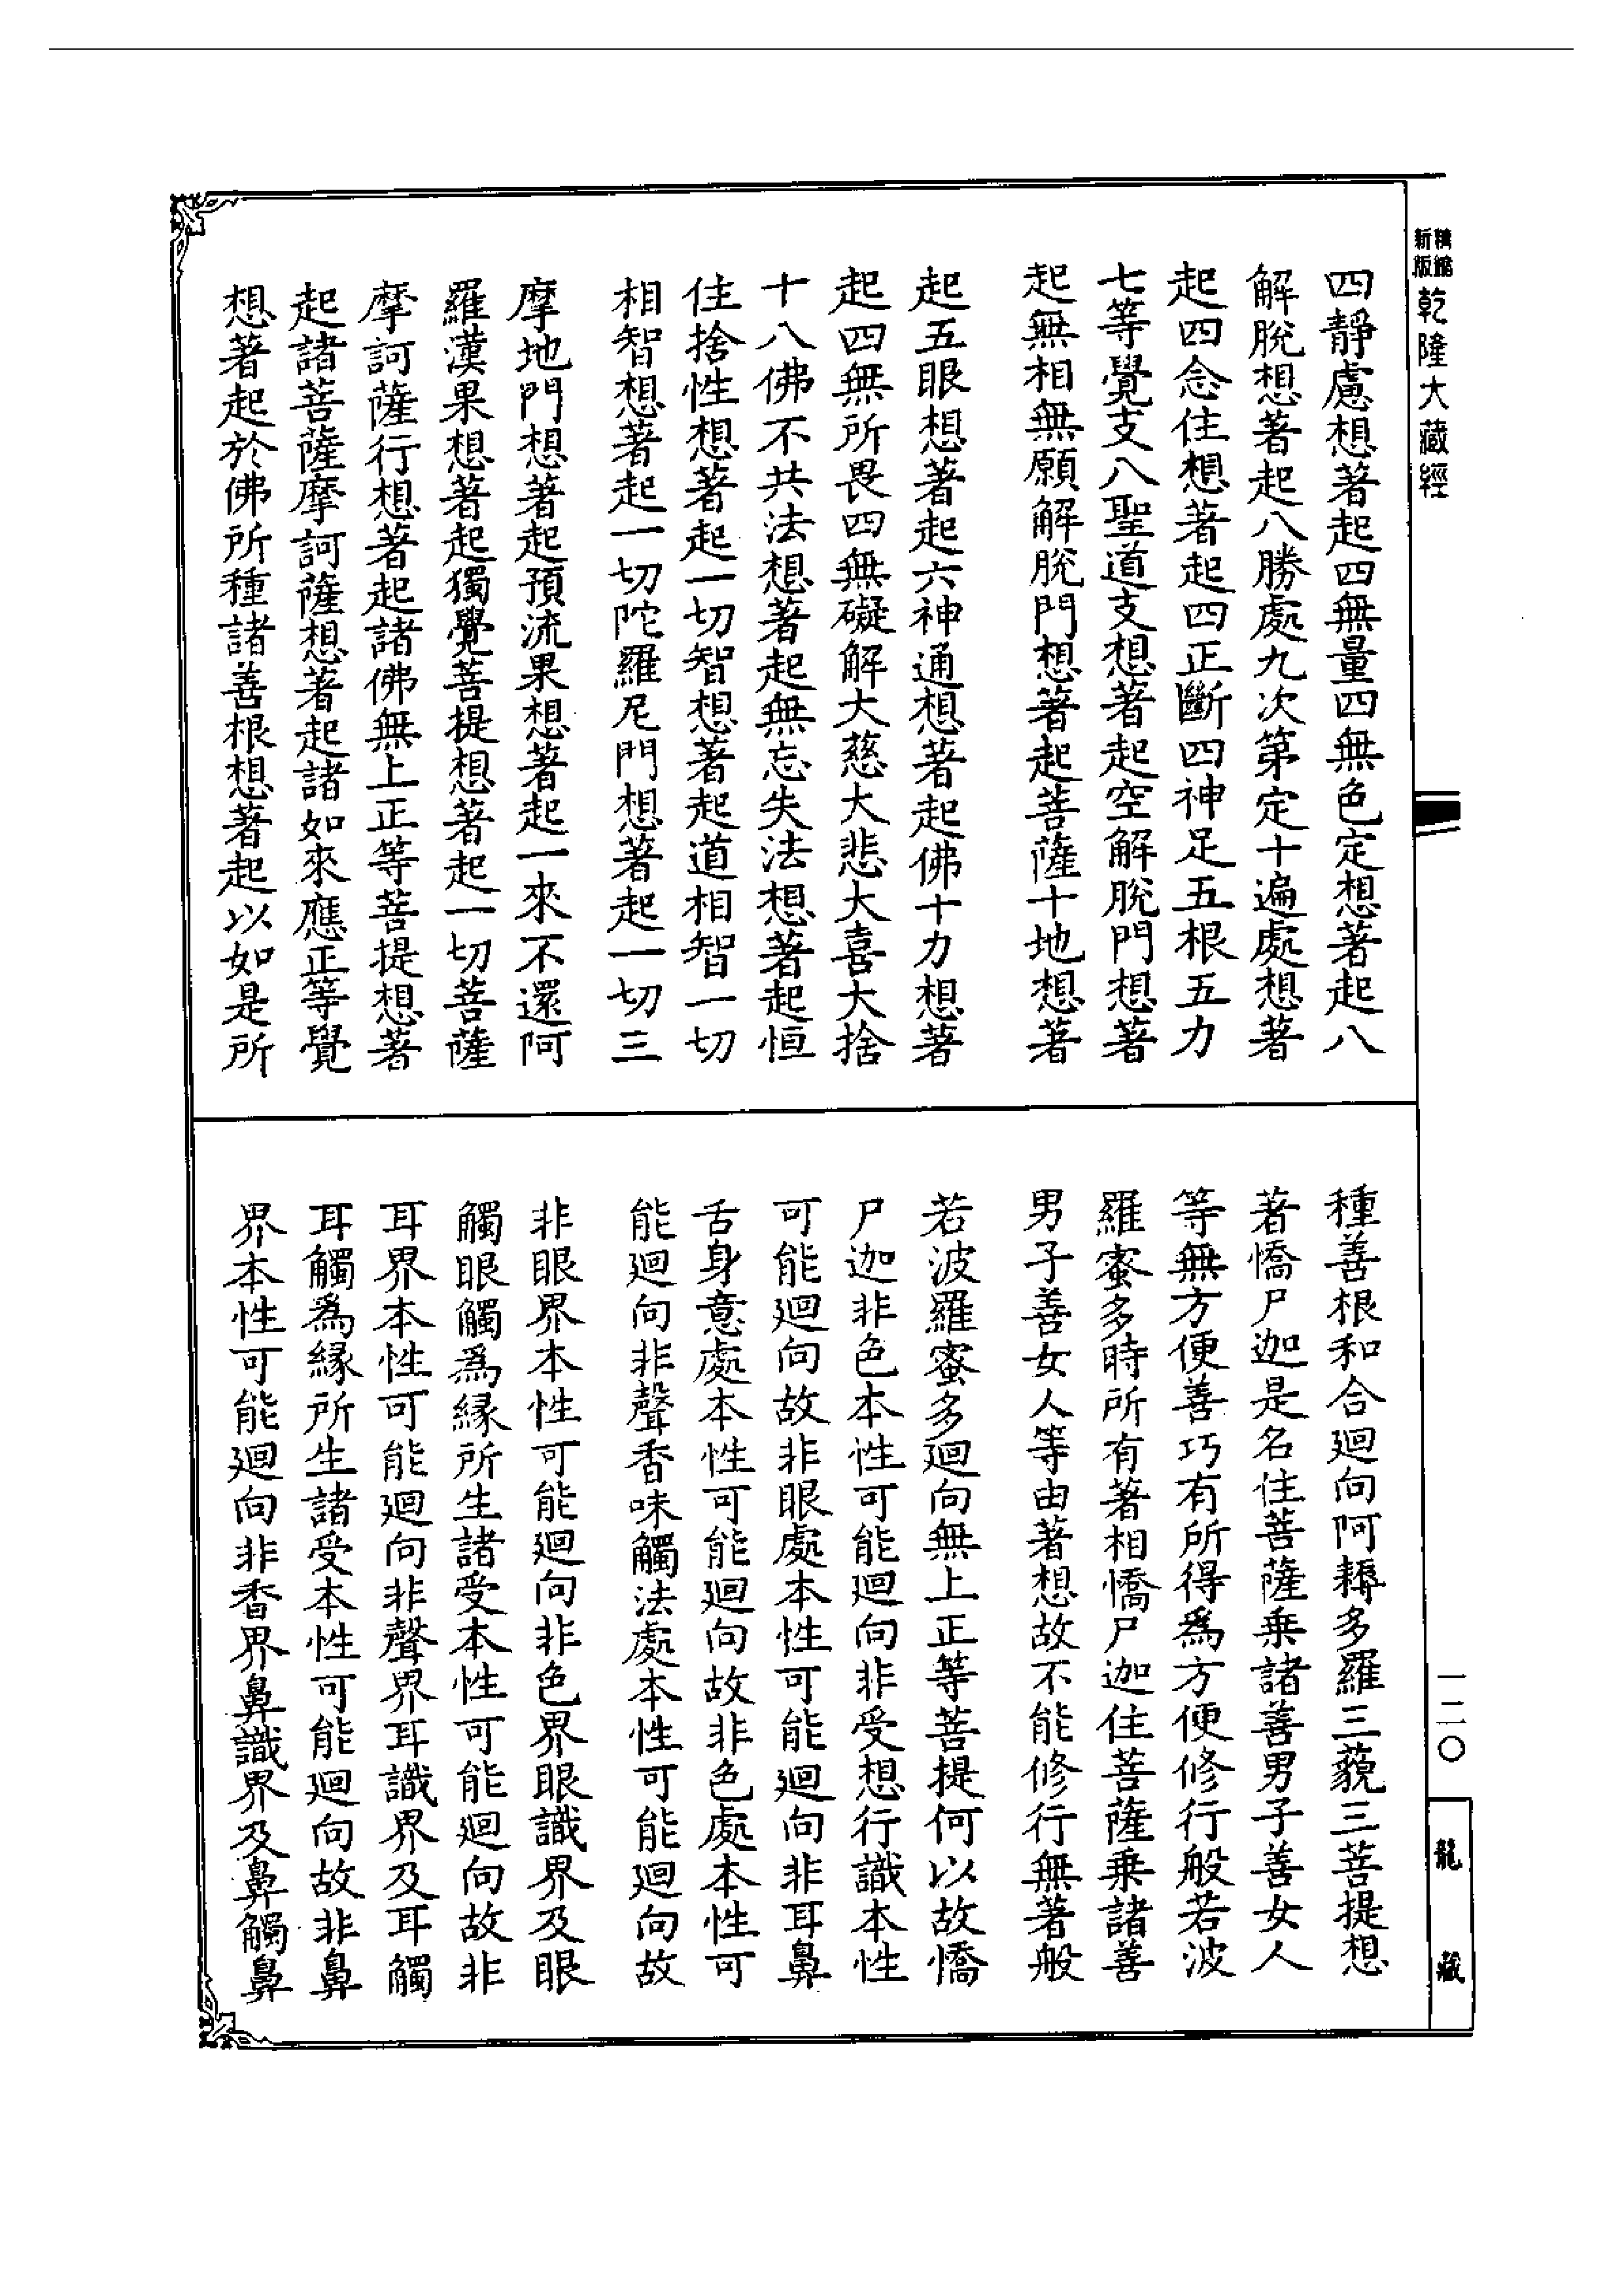 精縮新版乾隆大藏經
四靜慮想著起四無量四無色定想著起八
解脫想著起八勝處九次第定十遍處想著
起四念住想著起四正斷四神足五根五力
七等覺支八聖道支想著起空解脫門想著
起無相無願解脫門想著起菩薩十地想著
起五眼想著起六神通想著起佛十力想著
起四無所畏四無礙解大慈大悲大喜大捨
十八佛不共法想著起無忘失法想著起恒
住捨性想著起一切智想著起道相智一切
相智想著起一切陀羅尼門想著起一切三
摩地門想著起預流果想著起一來不還阿
羅漢果想著起獨覺菩提想著起一切菩薩
摩訶薩行想著起諸佛無上正等菩提想著
起諸菩薩摩訶薩想著起諸如來應正等覺
想著起於佛所種諸善根想著起以如是所
種善根和合迴向阿耨多羅三藐三菩提想
著憍尸迦是名住菩薩乘諸善男子善女人
等無方便善巧有所得爲方便修行般若波
羅蜜多時所有著相憍尸迦住菩薩乘諸善
男子善女人等由著想故不能修行無著般
若波羅蜜多迴向無上正等菩提何以故憍
尸迦非色本性可能迴向非受想行識本性
可能迴向故非眼處本性可能迴向非耳鼻
舌身意處本性可能迴向故非色處本性可
能迴向非聲香味觸法處本性可能迴向故
非眼界本性可能迴向非色界眼識界及眼
觸眼觸爲緣所生諸受本性可能迴向故非
耳界本性可能迴向非聲界耳識界及耳觸
耳觸爲緣所生諸受本性可能迴向故非鼻
界本性可能迴向非香界鼻識界及鼻觸鼻
一二〇
龍藏